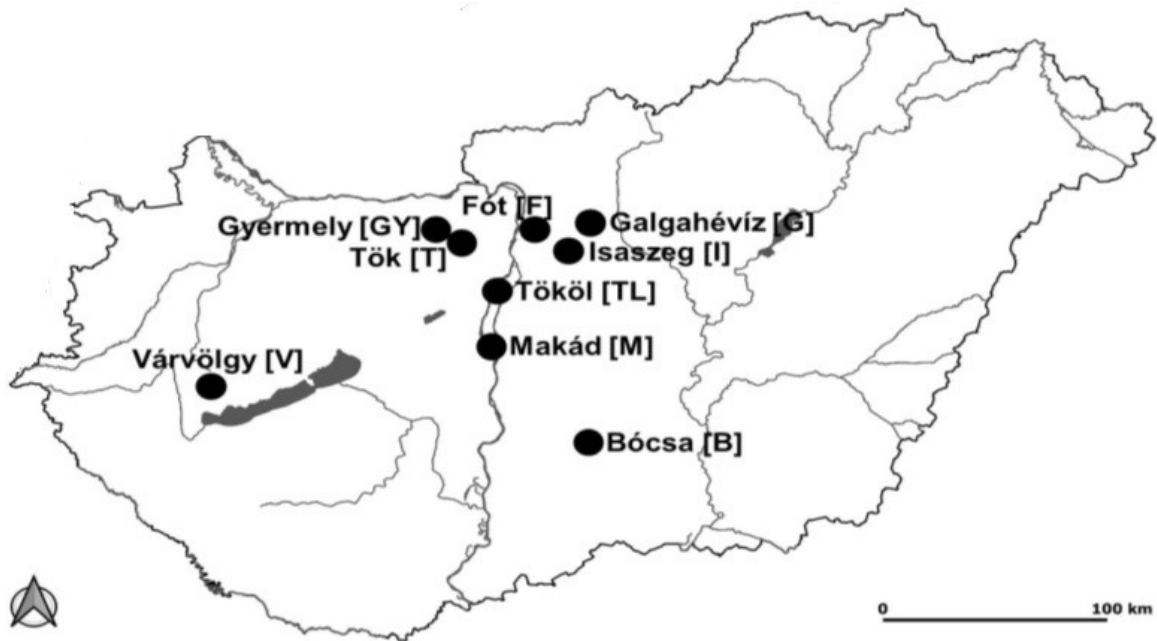 Fót [F]
Gyermely [GY]
Galgahévíz [G]
Tök [T]
Isaszeg [I]
Tököl [TL]
Makád [M]
Várvölgy [V]
Bócsa [B]
0 100 km